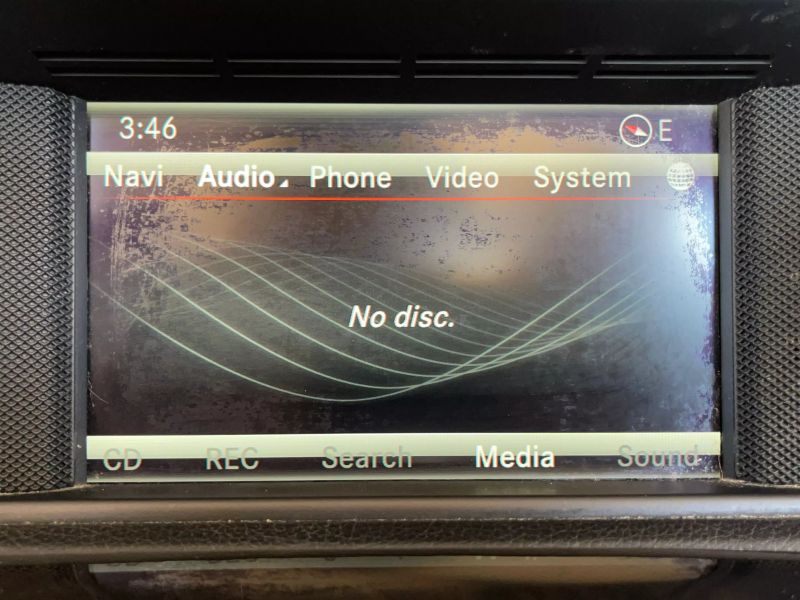 3:46 E
Navi Audio Phone Video System
No disc.
CD REC Search Media Sound